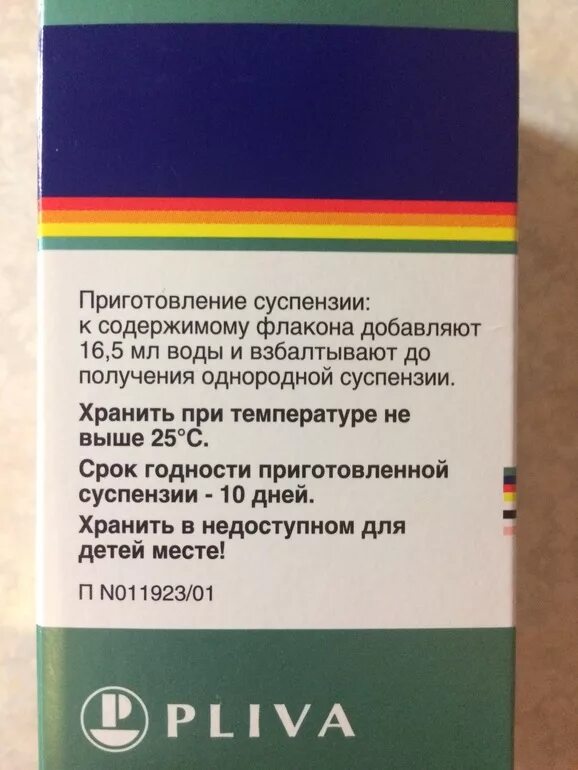 Приготовление суспензии:
к содержимому флакона добавляют
16,5 мл воды и взбалтывают до
получения однородной суспензии.
Хранить при температуре не
выше 25°С.
Срок годности приготовленной
суспензии - 10 дней.
Хранить в недоступном для
детей месте!
П N011923/01
PLIVA